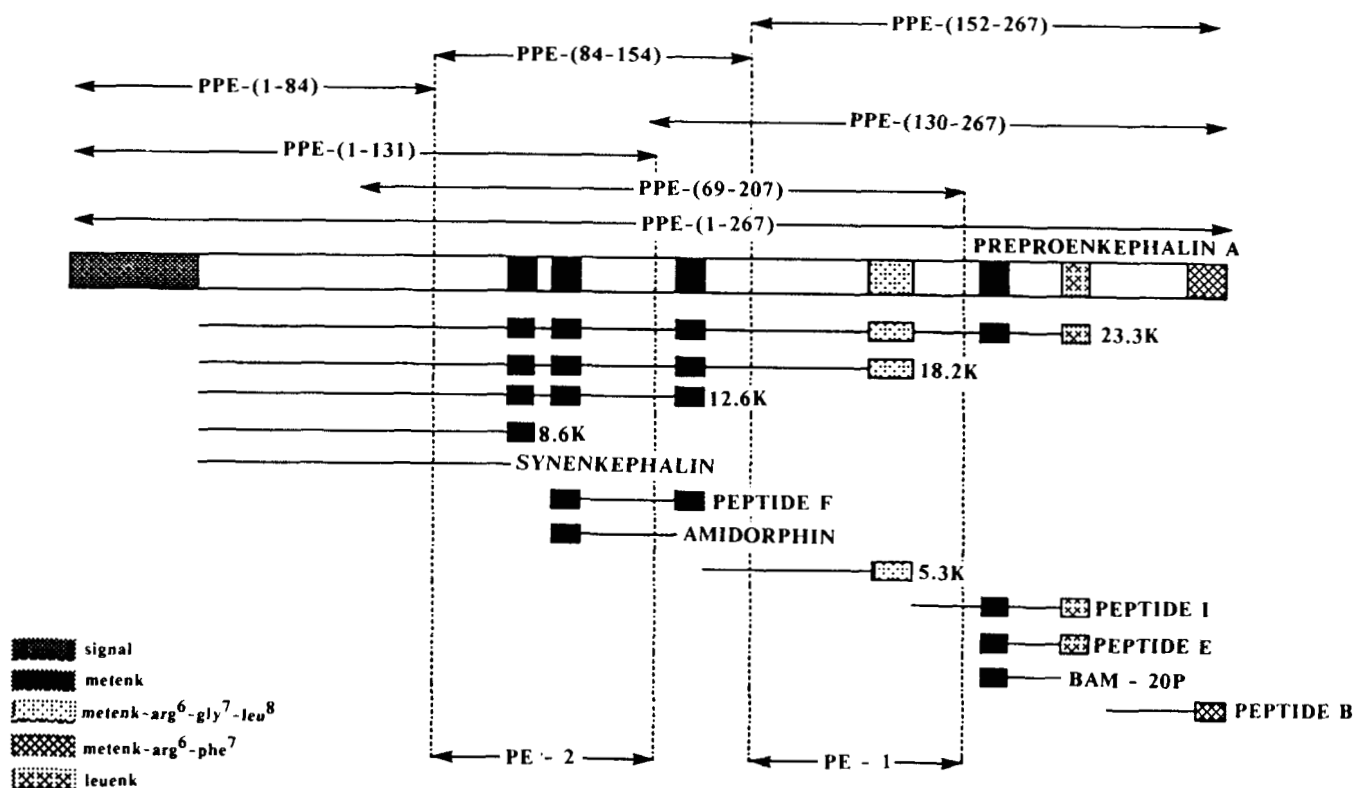 PPE-(152-267)
PPE-(84-154)
PPE-(1-84)
PPE-(130-267)
PPE-(1-131)
PPE-(69-207)
PPE-(1-267)
PREPROENKEPHALIN A
23.3K
18.2K
12.6K
8.6K
SYNENKEPHALIN
PEPTIDE F
AMIDORPHIN
5.3K
PEPTIDE I
PEPTIDE E
BAM - 20P
PEPTIDE B
signal
metenk
metenk-arg⁶-gly⁷-leu⁸
metenk-arg⁶-phe⁷
leuenk
PE - 2
PE - 1